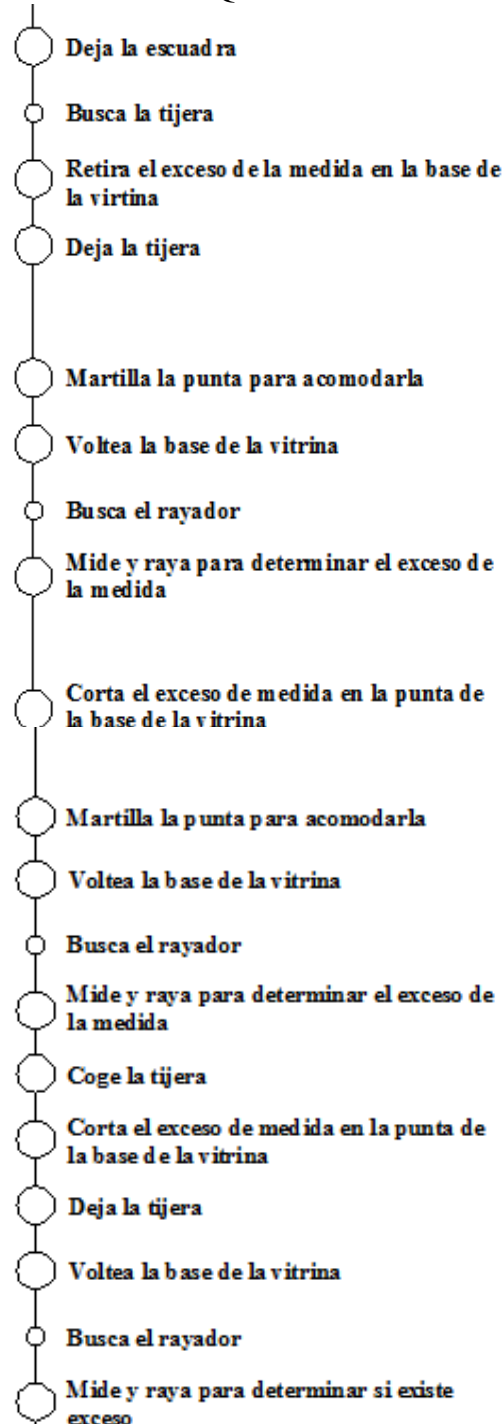 Deja la escuadra
Busca la tijera
Retira el exceso de la medida en la base de
la virtina
Deja la tijera
Martilla la punta para acomodarla
Voltea la base de la vitrina
Busca el rayador
Mide y raya para determinar el exceso de
la medida
Corta el exceso de medida en la punta de
la base de la vitrina
Martilla la punta para acomodarla
Voltea la base de la vitrina
Busca el rayador
Mide y raya para determinar el exceso de
la medida
Coge la tijera
Corta el exceso de medida en la punta de
la base de la vitrina
Deja la tijera
Voltea la base de la vitrina
Busca el rayador
Mide y raya para determinar si existe
exceso